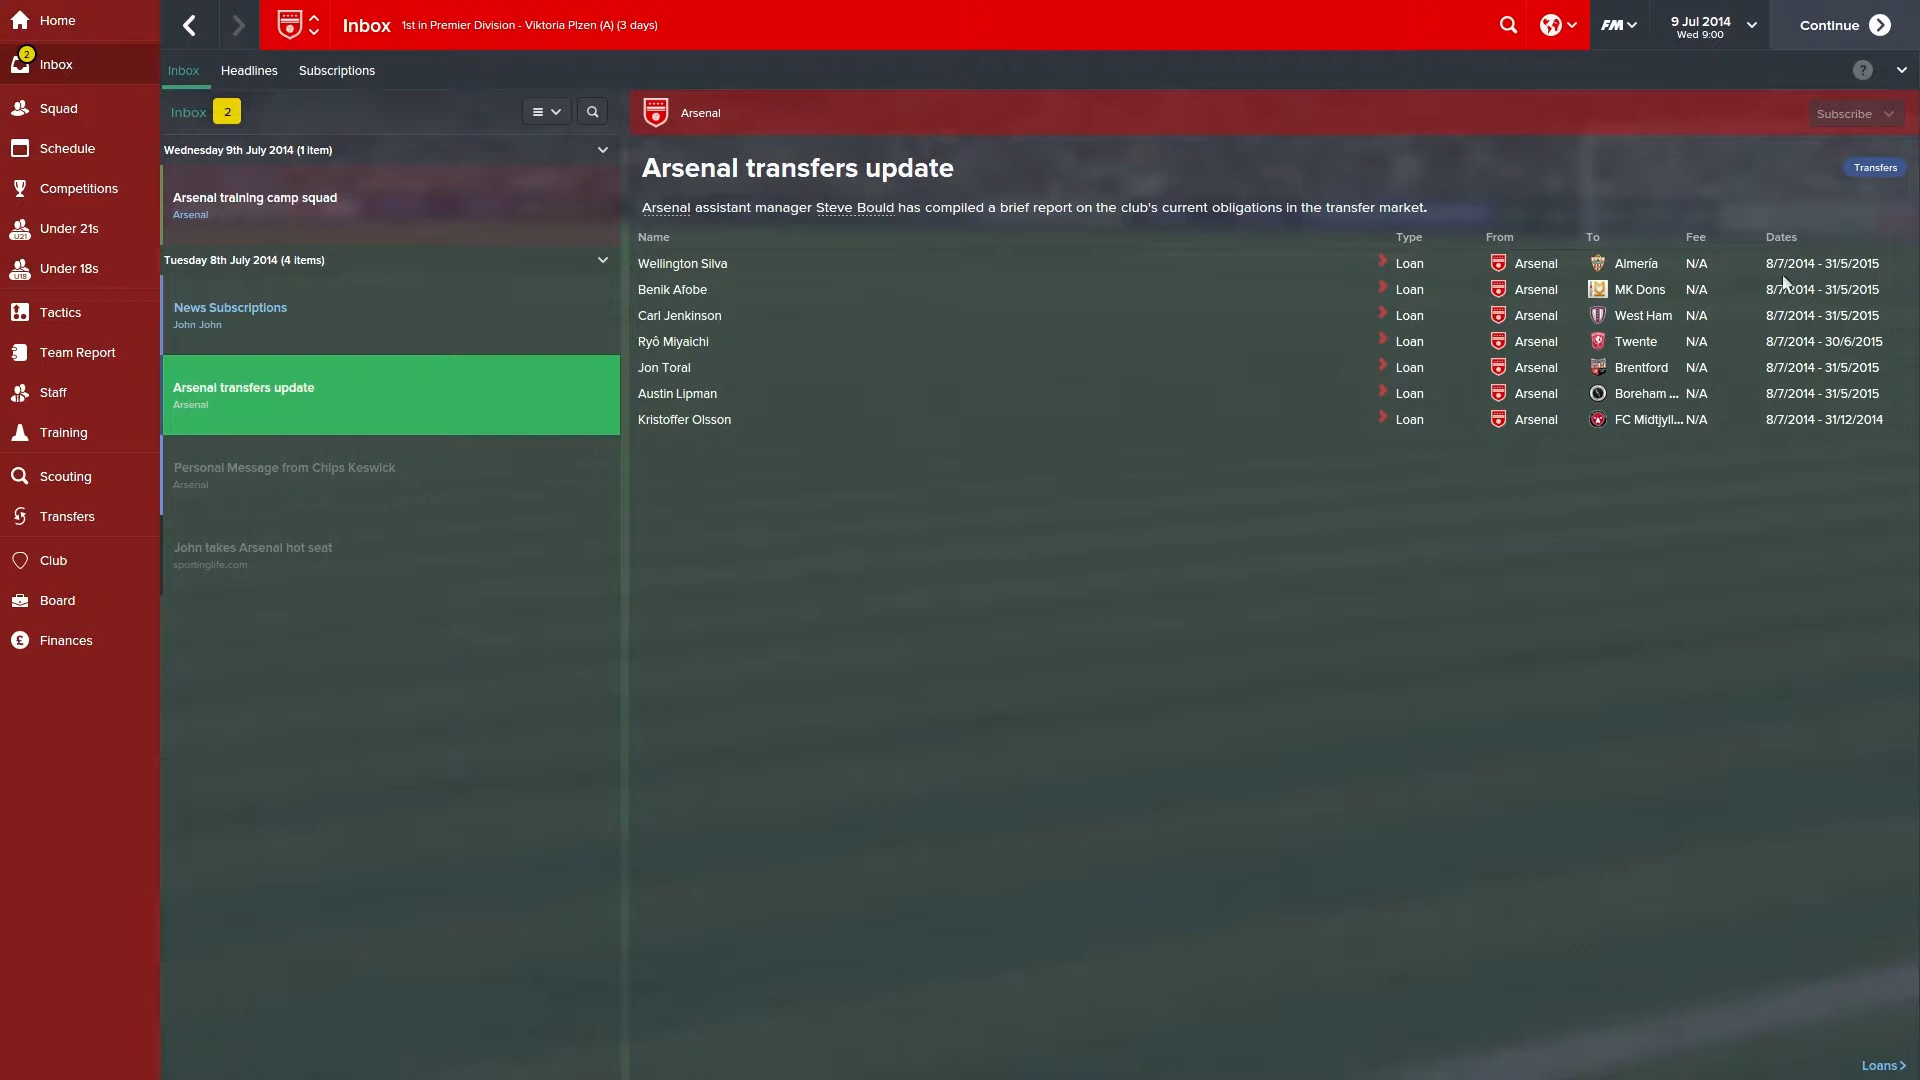 Home
2
Inbox
Squad
Schedule
Competitions
U21
Under 21s
U18
Under 18s
Tactics
Team Report
Staff
Training
Scouting
Transfers
Club
Board
£
Finances
Inbox 1st in Premier Division - Viktoria Plzen (A) (3 days)
FM
9 Jul 2014
Wed 9:00
Continue
Inbox Headlines Subscriptions
?
Inbox 2
Wednesday 9th July 2014 (1 item)
Arsenal training camp squad
Arsenal
Tuesday 8th July 2014 (4 items)
News Subscriptions
John John
Arsenal transfers update
Arsenal
Personal Message from Chips Keswick
Arsenal
John takes Arsenal hot seat
sportinglife.com
Arsenal
Subscribe
Arsenal transfers update
Transfers
Arsenal assistant manager Steve Bould has compiled a brief report on the club's current obligations in the transfer market.
Name Type From To Fee Dates
Wellington Silva Loan Arsenal Almería N/A 8/7/2014 - 31/5/2015
Benik Afobe Loan Arsenal MK Dons N/A 8/7/2014 - 31/5/2015
Carl Jenkinson Loan Arsenal West Ham N/A 8/7/2014 - 31/5/2015
Ryō Miyaichi Loan Arsenal Twente N/A 8/7/2014 - 30/6/2015
Jon Toral Loan Arsenal Brentford N/A 8/7/2014 - 31/5/2015
Austin Lipman Loan Arsenal Boreham ... N/A 8/7/2014 - 31/5/2015
Kristoffer Olsson Loan Arsenal FC Midtjyll... N/A 8/7/2014 - 31/12/2014
Loans